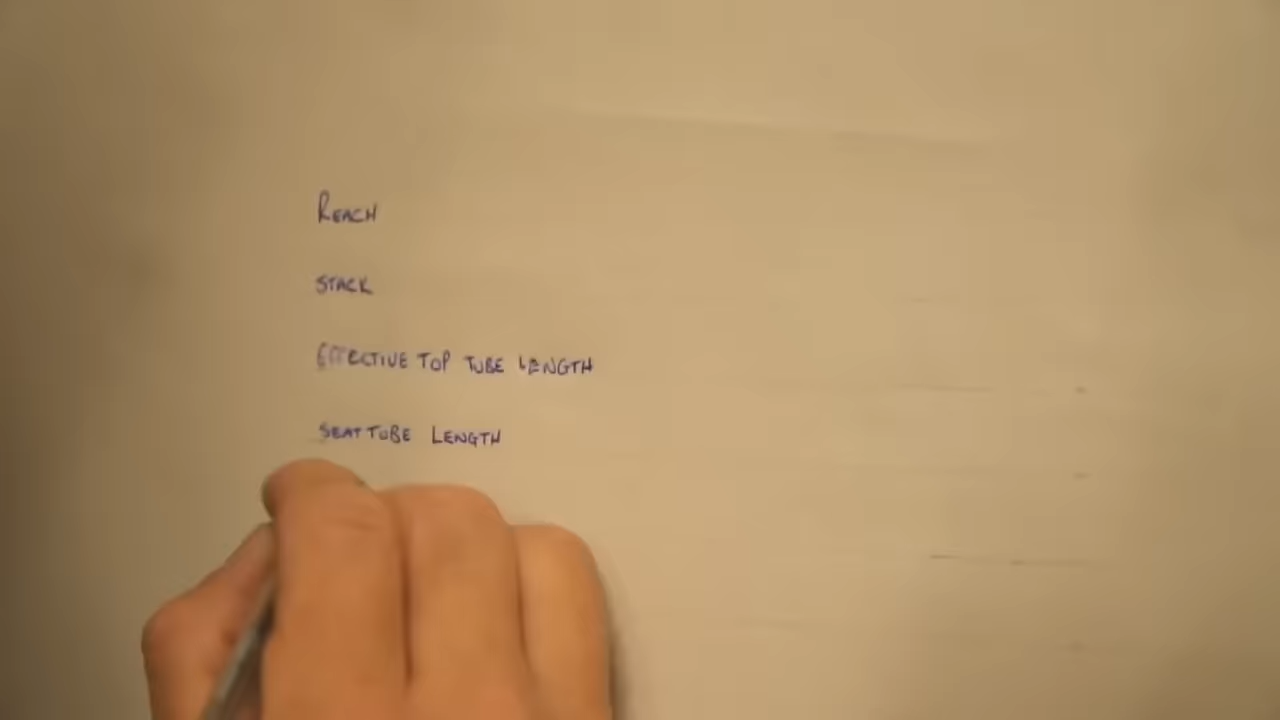 REACH
STACK
EFFECTIVE TOP TUBE LENGTH
SEAT TUBE LENGTH